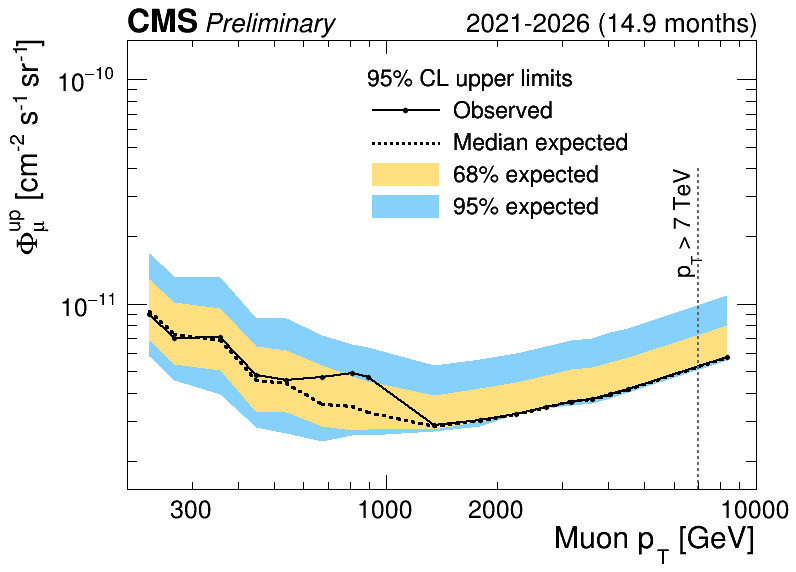 CMS Preliminary 2021-2026 (14.9 months)
Φ_μ^up [cm⁻² s⁻¹ sr⁻¹]
10⁻¹⁰
10⁻¹¹
95% CL upper limits
Observed
Median expected
68% expected
95% expected
p_T > 7 TeV
300 1000 2000 10000
Muon p_T [GeV]